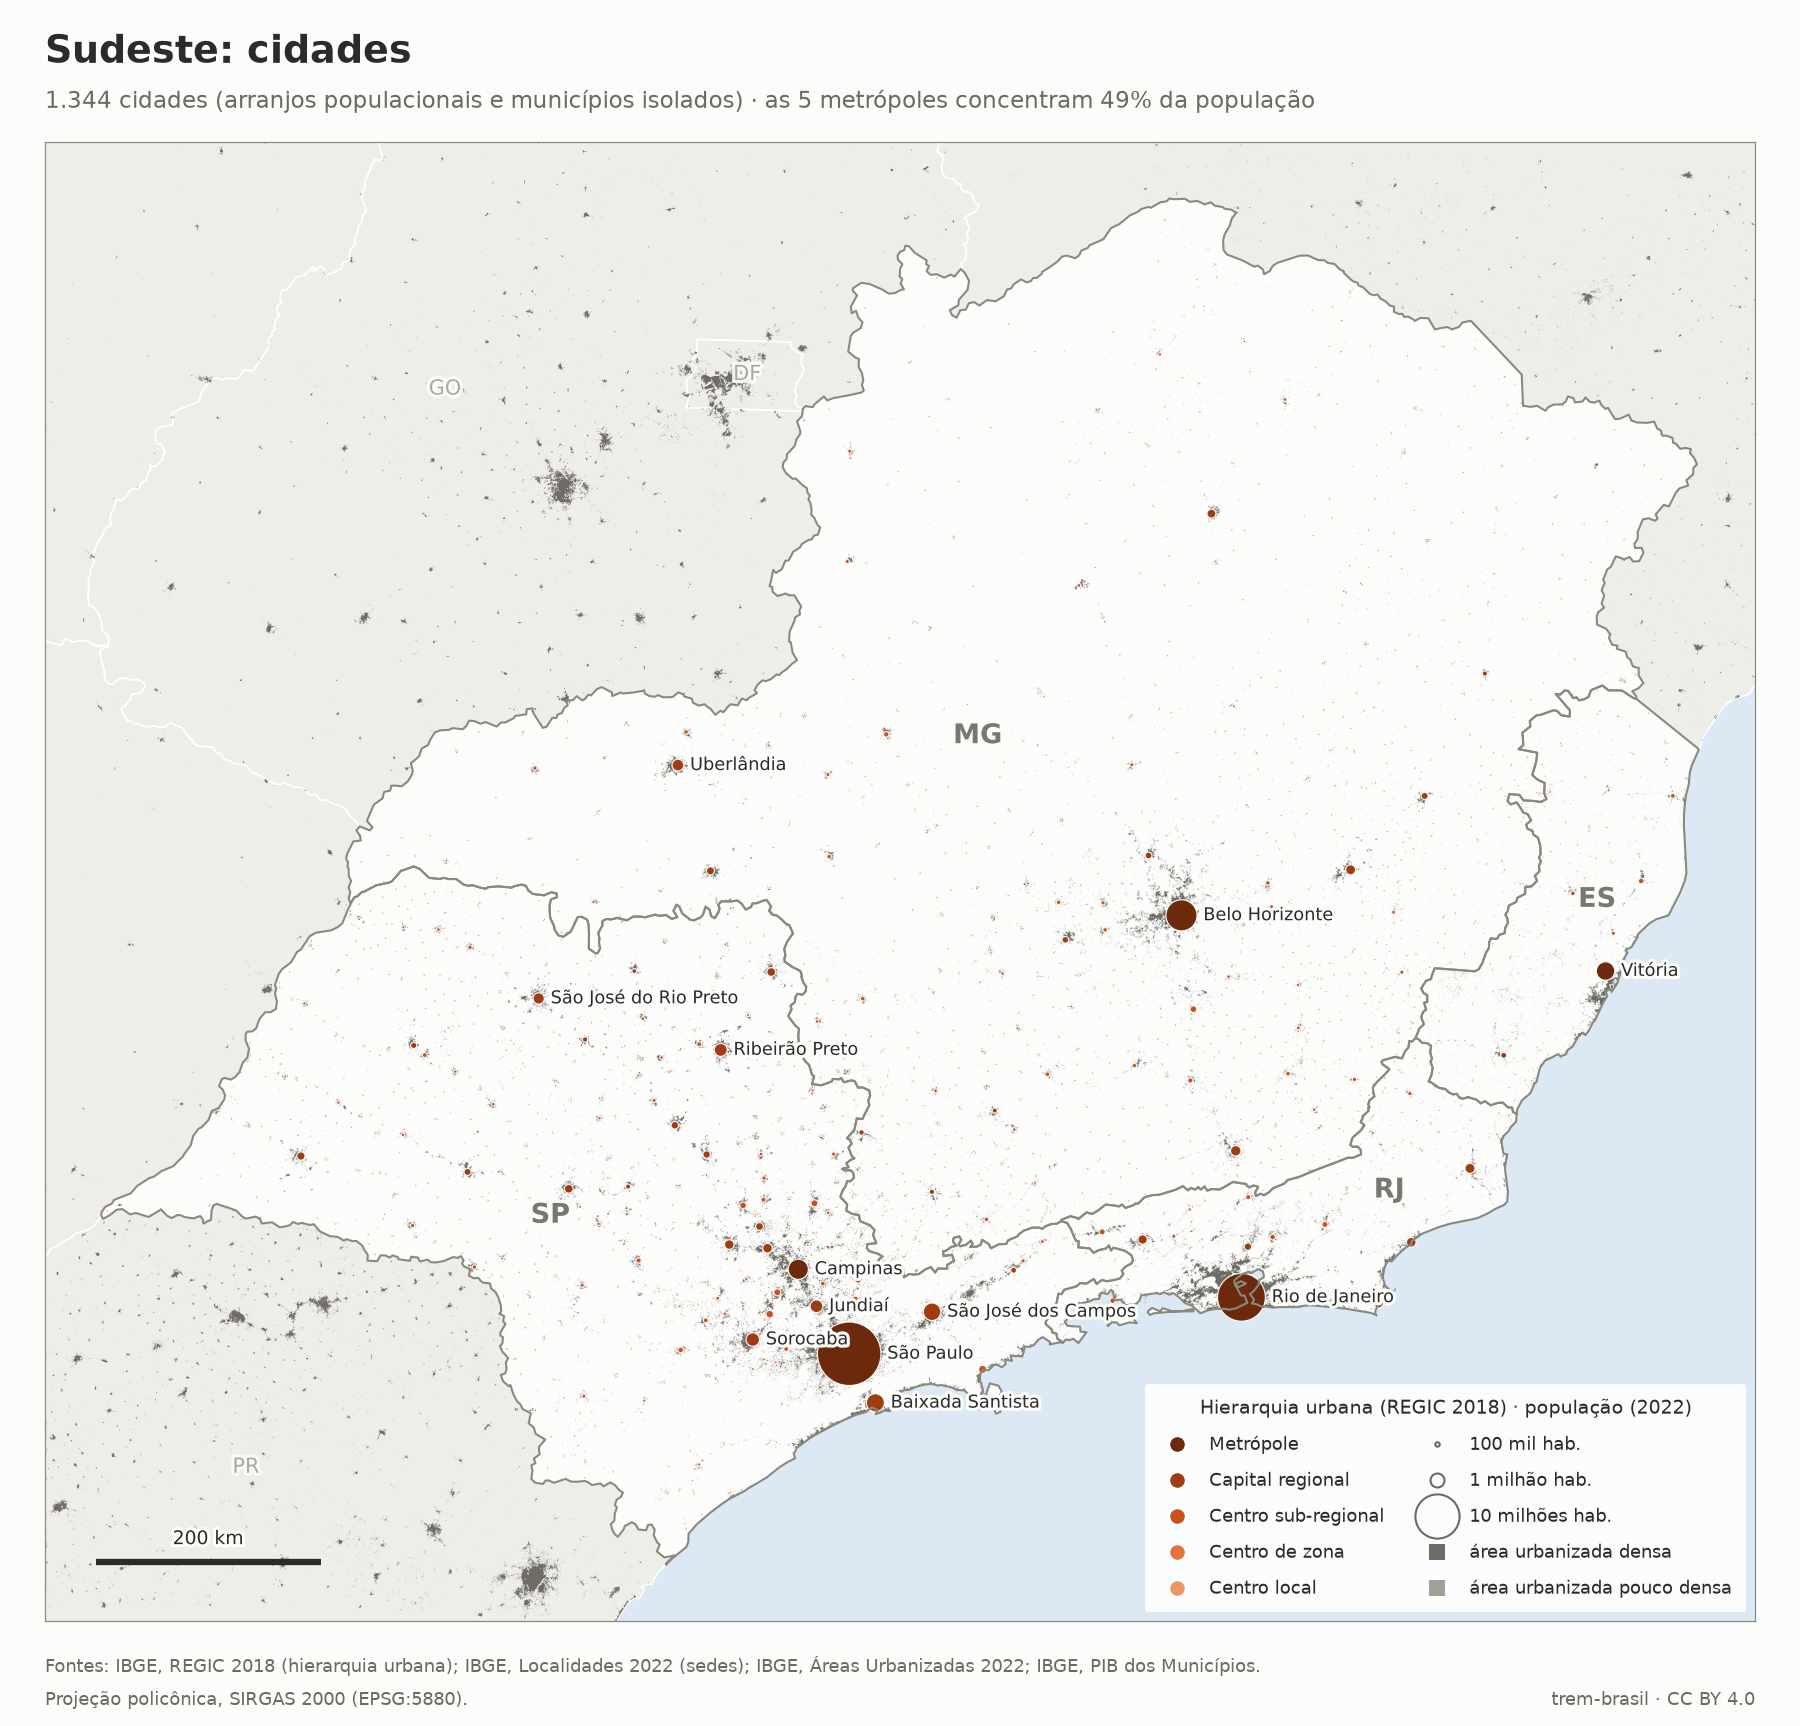 Sudeste: cidades
1.344 cidades (arranjos populacionais e municípios isolados) · as 5 metrópoles concentram 49% da população
GO
DF
MG
Uberlândia
ES
Belo Horizonte
Vitória
São José do Rio Preto
Ribeirão Preto
RJ
SP
Campinas
Rio de Janeiro
Jundiaí
São José dos Campos
Sorocaba
São Paulo
Baixada Santista
PR
200 km
Hierarquia urbana (REGIC 2018) · população (2022)
Metrópole
Capital regional
Centro sub-regional
Centro de zona
Centro local
100 mil hab.
1 milhão hab.
10 milhões hab.
área urbanizada densa
área urbanizada pouco densa
Fontes: IBGE, REGIC 2018 (hierarquia urbana); IBGE, Localidades 2022 (sedes); IBGE, Áreas Urbanizadas 2022; IBGE, PIB dos Municípios.
Projeção policônica, SIRGAS 2000 (EPSG:5880).
trem-brasil · CC BY 4.0